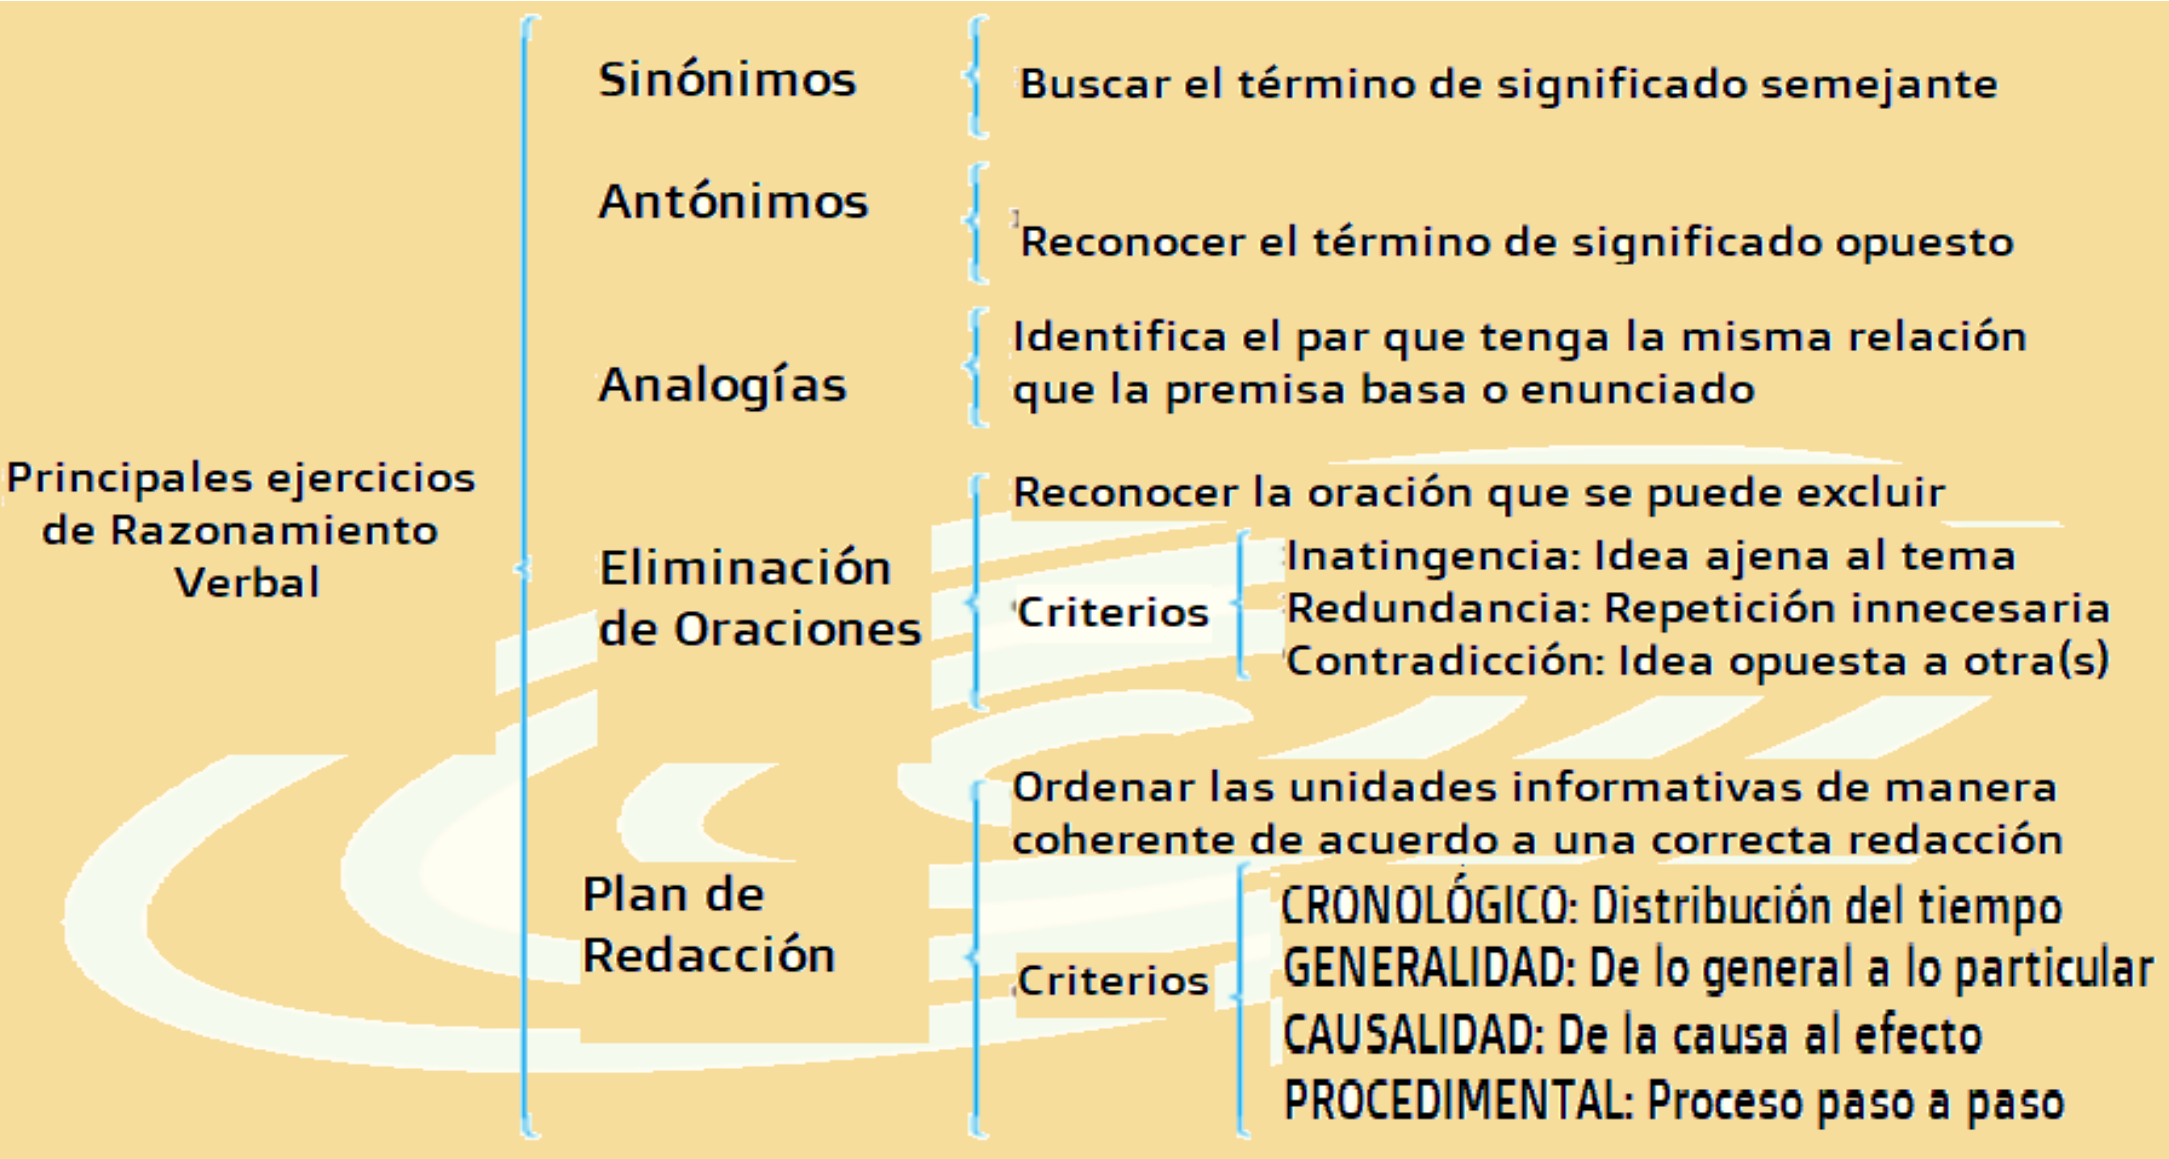 Principales ejercicios
de Razonamiento
Verbal
Sinónimos
Buscar el término de significado semejante
Antónimos
Reconocer el término de significado opuesto
Analogías
Identifica el par que tenga la misma relación
que la premisa basa o enunciado
Eliminación
de Oraciones
Reconocer la oración que se puede excluir
Criterios
Inatingencia: Idea ajena al tema
Redundancia: Repetición innecesaria
Contradicción: Idea opuesta a otra(s)
Plan de
Redacción
Ordenar las unidades informativas de manera
coherente de acuerdo a una correcta redacción
Criterios
CRONOLÓGICO: Distribución del tiempo
GENERALIDAD: De lo general a lo particular
CAUSALIDAD: De la causa al efecto
PROCEDIMENTAL: Proceso paso a paso